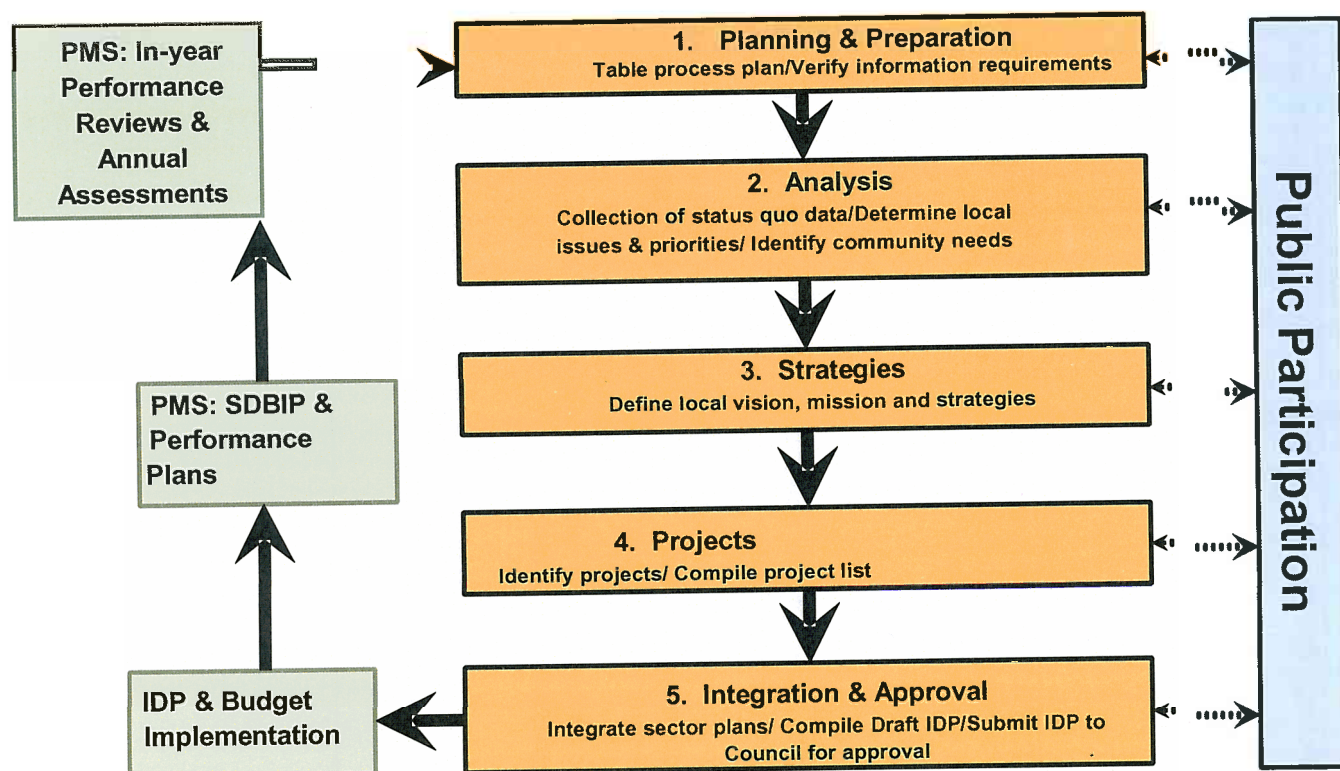 PMS: In-year
Performance
Reviews &
Annual
Assessments
PMS: SDBIP &
Performance
Plans
IDP & Budget
Implementation
1. Planning & Preparation
Table process plan/Verify information requirements
2. Analysis
Collection of status quo data/Determine local
issues & priorities/ Identify community needs
3. Strategies
Define local vision, mission and strategies
4. Projects
Identify projects/ Compile project list
5. Integration & Approval
Integrate sector plans/ Compile Draft IDP/Submit IDP to
Council for approval
Public Participation